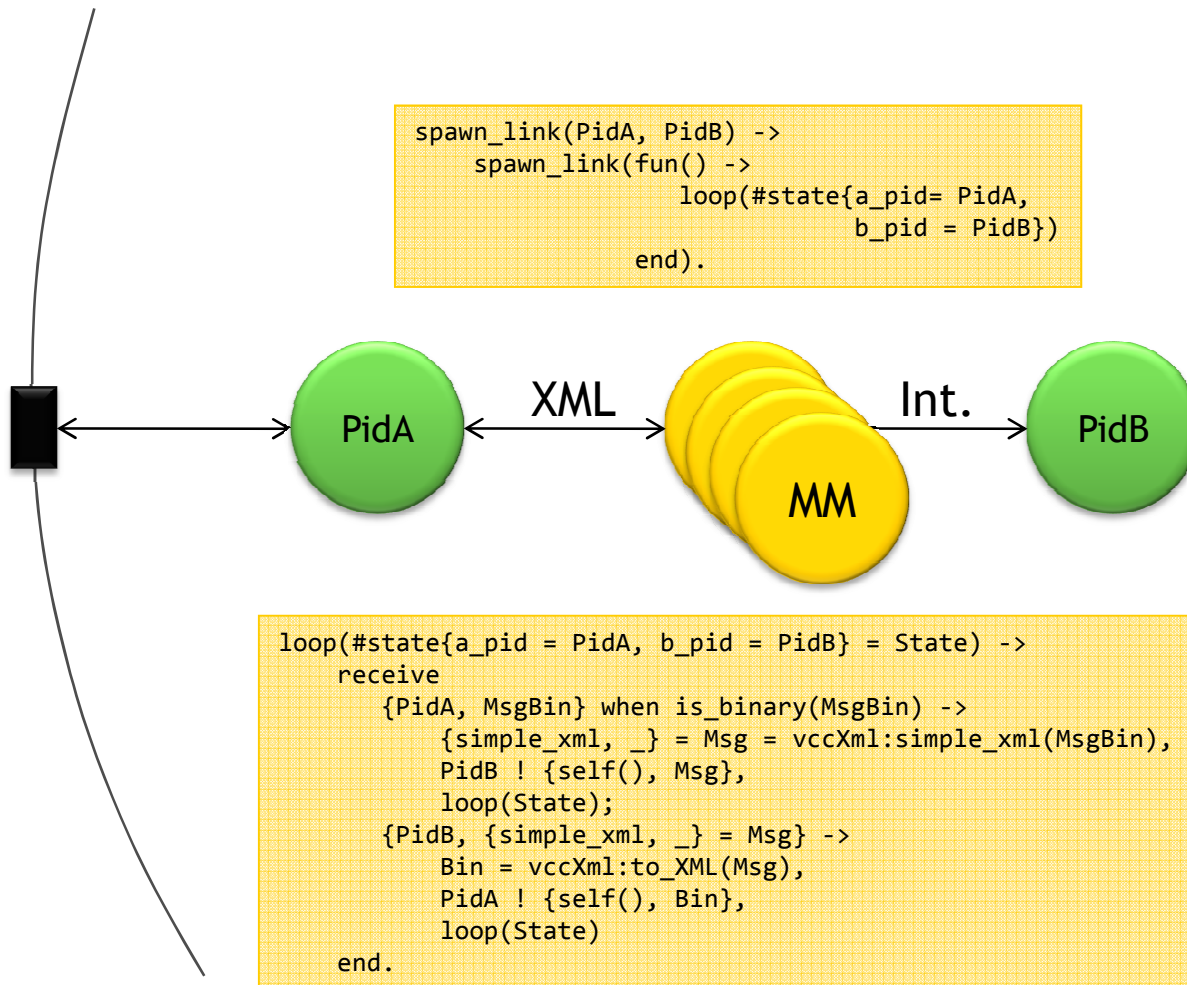 spawn_link(PidA, PidB) ->
    spawn_link(fun() ->
                  loop(#state{a_pid= PidA,
                              b_pid = PidB})
               end).
XML
Int.
PidA
PidB
MM
loop(#state{a_pid = PidA, b_pid = PidB} = State) ->
    receive
       {PidA, MsgBin} when is_binary(MsgBin) ->
           {simple_xml, _} = Msg = vccXml:simple_xml(MsgBin),
           PidB ! {self(), Msg},
           loop(State);
       {PidB, {simple_xml, _} = Msg} ->
           Bin = vccXml:to_XML(Msg),
           PidA ! {self(), Bin},
           loop(State)
    end.